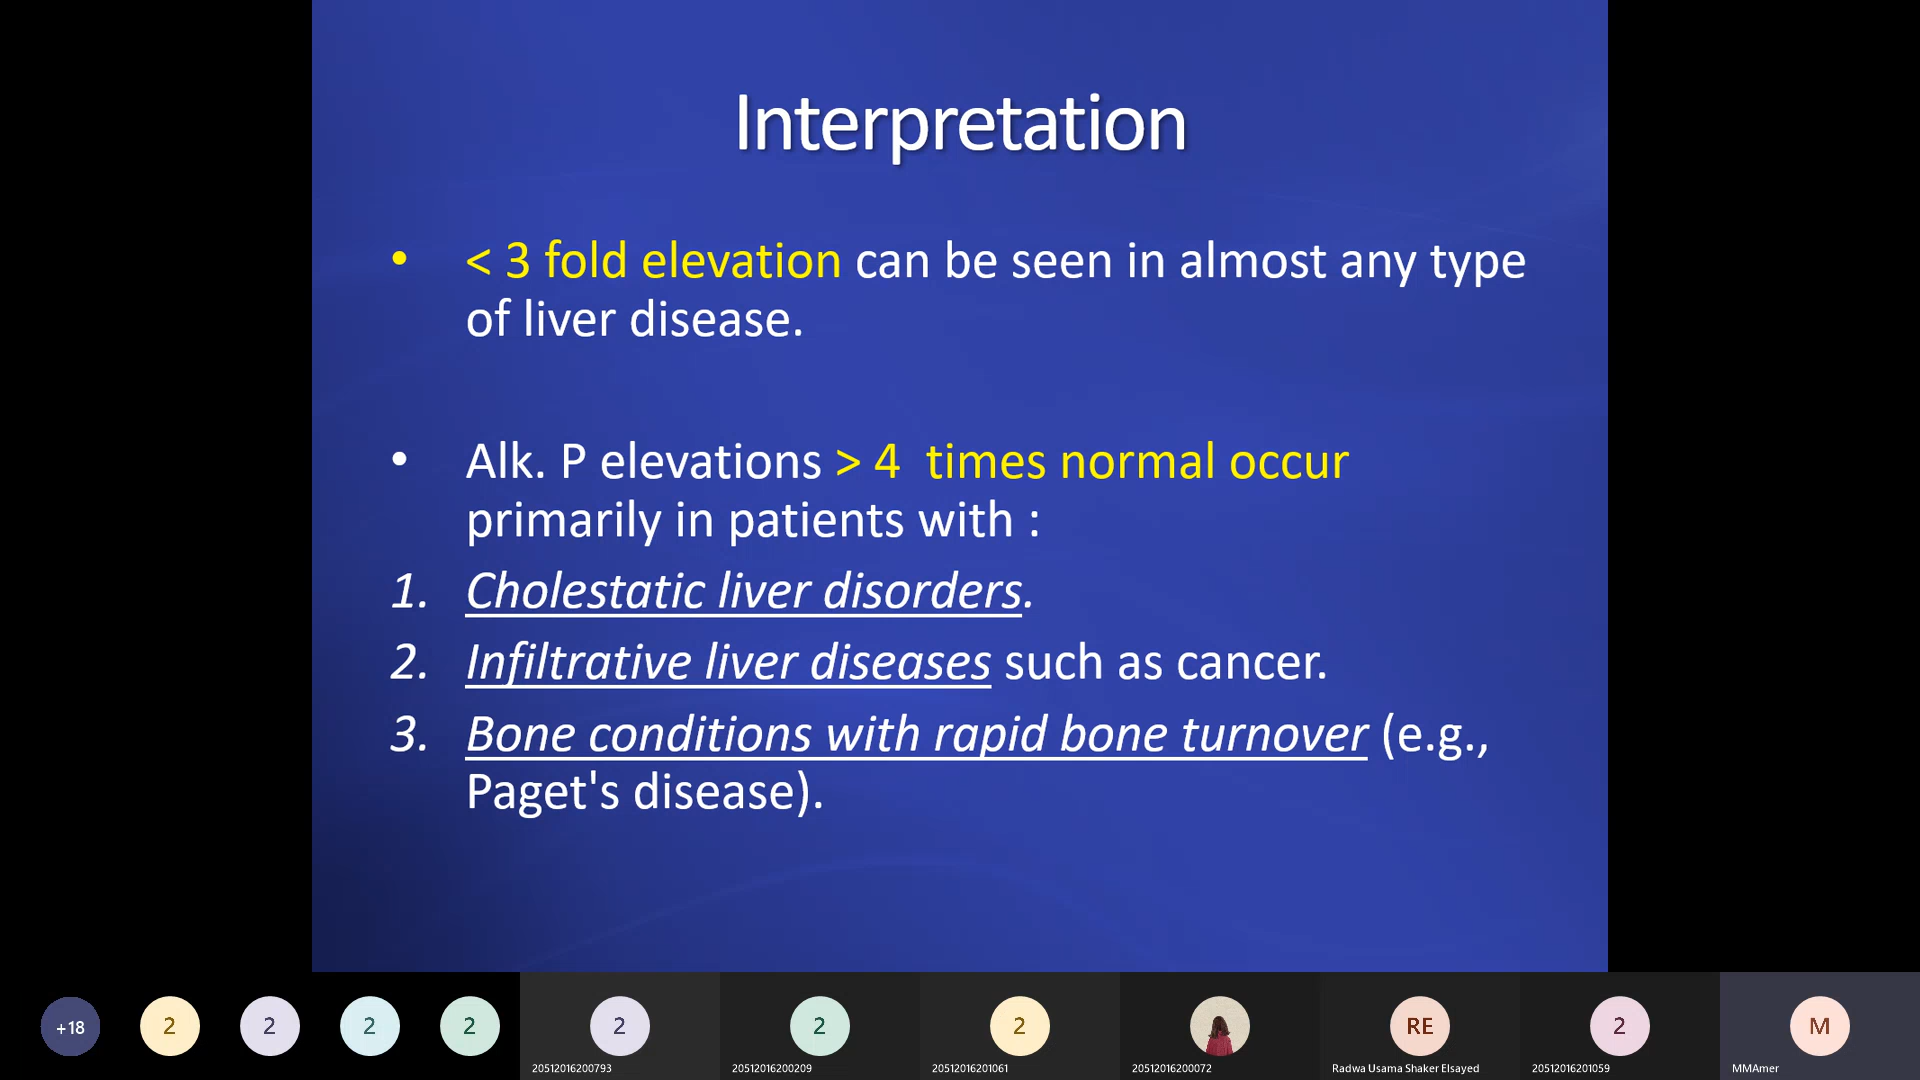 Interpretation
• < 3 fold elevation can be seen in almost any type
of liver disease.
• Alk. P elevations > 4  times normal occur
primarily in patients with :
1. Cholestatic liver disorders.
2. Infiltrative liver diseases such as cancer.
3. Bone conditions with rapid bone turnover (e.g.,
Paget's disease).
+18
2
2
2
2
2
2
2
RE
2
M
20512016200793
20512016200209
20512016201061
20512016200072
Radwa Usama Shaker Elsayed
20512016201059
MMAmer